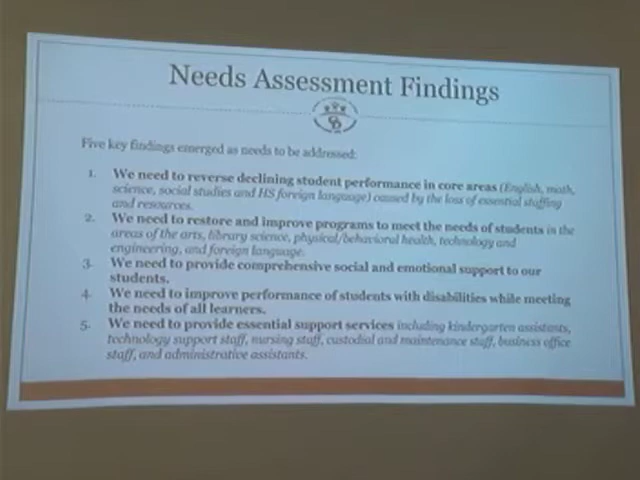 Needs Assessment Findings
Five key findings emerged as needs to be addressed:
1. We need to reverse declining student performance in core areas (English, math,
science, social studies and HS foreign language) caused by the loss of essential staffing
and resources.
2. We need to restore and improve programs to meet the needs of students in the
areas of the arts, library science, physical/behavioral health, technology and
engineering, and foreign language.
3. We need to provide comprehensive social and emotional support to our
students.
4. We need to improve performance of students with disabilities while meeting
the needs of all learners.
5. We need to provide essential support services including kindergarten assistants,
technology support staff, nursing staff, custodial and maintenance staff, business office
staff, and administrative assistants.